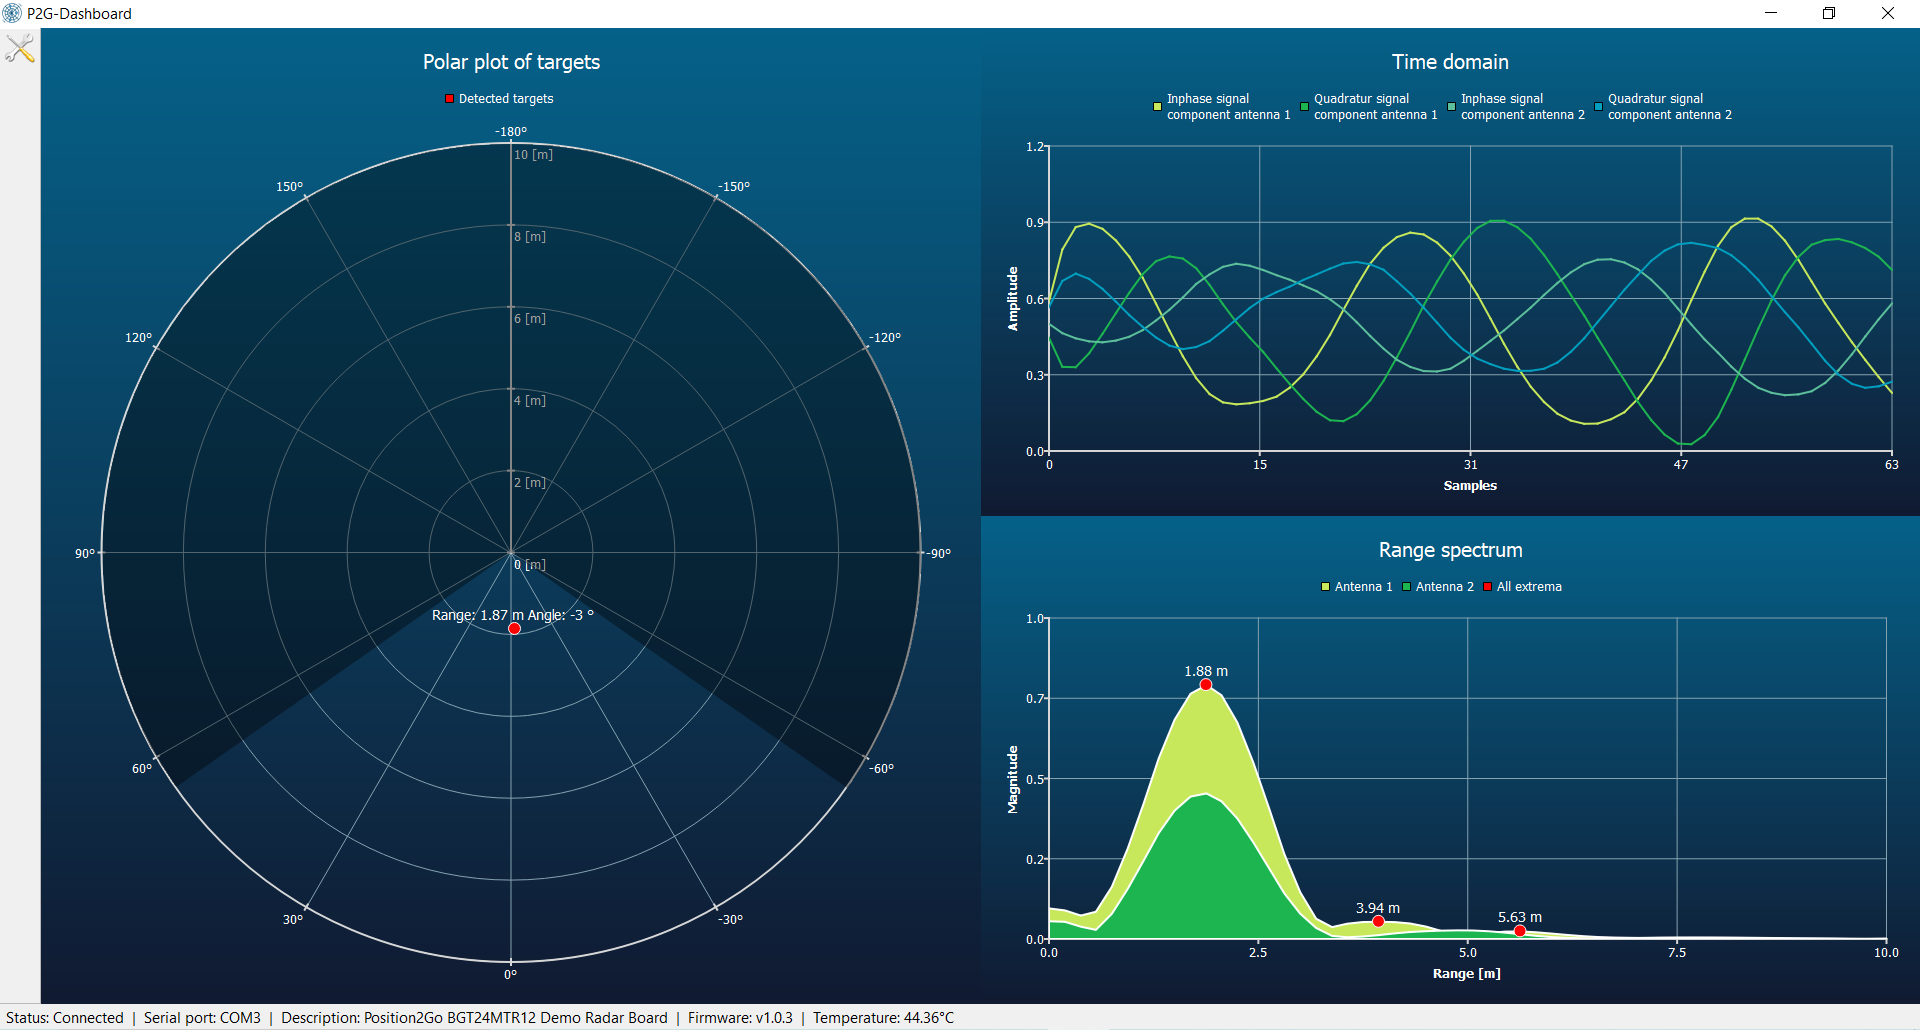 P2G-Dashboard
Polar plot of targets
Detected targets
-180°
10 [m]
150°
-150°
8 [m]
6 [m]
120°
-120°
4 [m]
2 [m]
90°
-90°
0 [m]
Range: 1.87 m Angle: -3 °
60°
-60°
30°
-30°
0°
Time domain
Inphase signal
component antenna 1
Quadratur signal
component antenna 1
Inphase signal
component antenna 2
Quadratur signal
component antenna 2
1.2
0.9
0.6
0.3
0.0
Amplitude
0 15 31 47 63
Samples
Range spectrum
Antenna 1 Antenna 2 All extrema
1.0
0.7
0.5
0.2
0.0
Magnitude
1.88 m
3.94 m
5.63 m
0.0 2.5 5.0 7.5 10.0
Range [m]
Status: Connected | Serial port: COM3 | Description: Position2Go BGT24MTR12 Demo Radar Board | Firmware: v1.0.3 | Temperature: 44.36°C